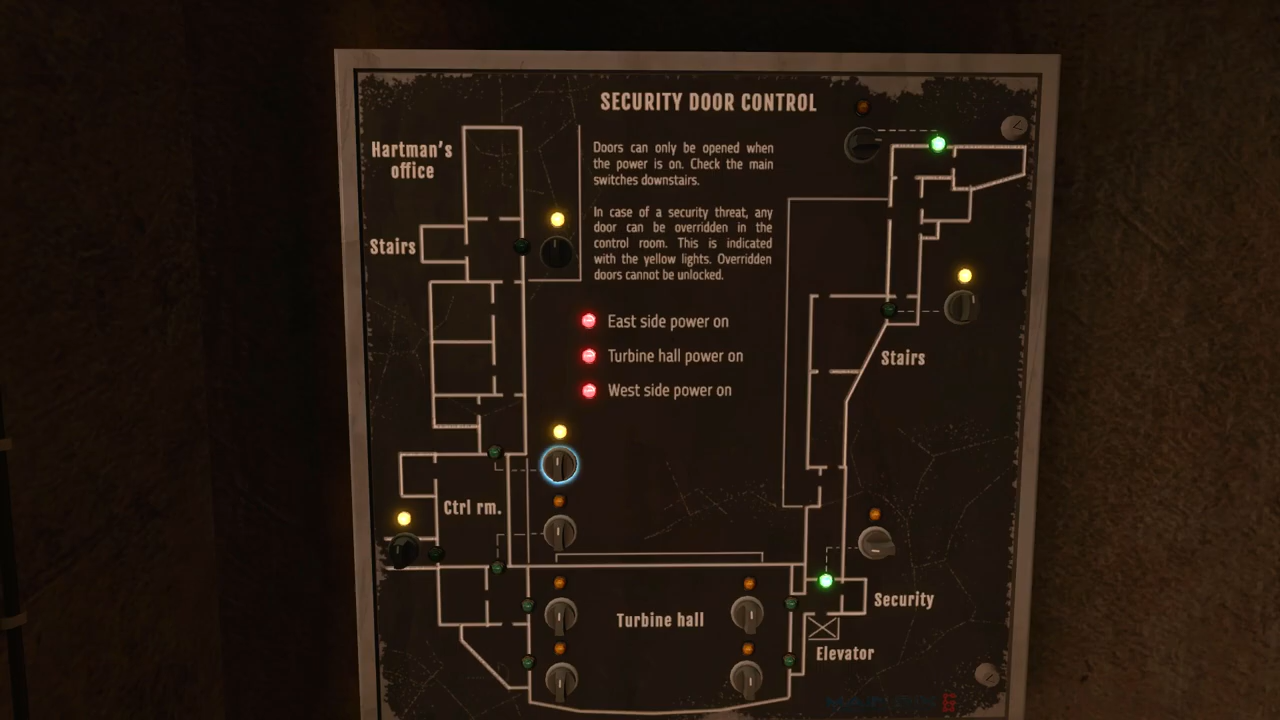 SECURITY DOOR CONTROL
Hartman's
office
Doors can only be opened when
the power is on. Check the main
switches downstairs.
In case of a security threat, any
door can be overridden in the
control room. This is indicated
with the yellow lights. Overridden
doors cannot be unlocked.
Stairs
East side power on
Turbine hall power on
West side power on
Stairs
Ctrl rm.
Turbine hall
Security
Elevator